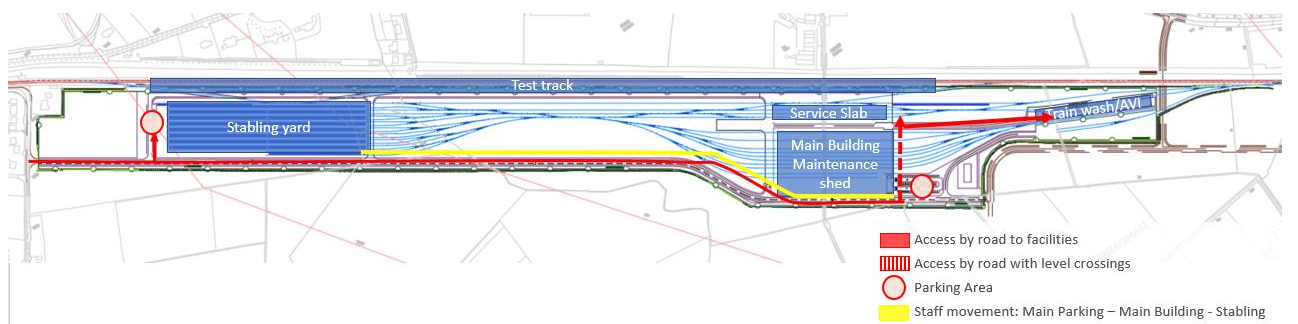 Test track
Stabling yard
Service Slab
Train wash/AVI
Main Building
Maintenance
shed
Access by road to facilities
Access by road with level crossings
Parking Area
Staff movement: Main Parking – Main Building - Stabling